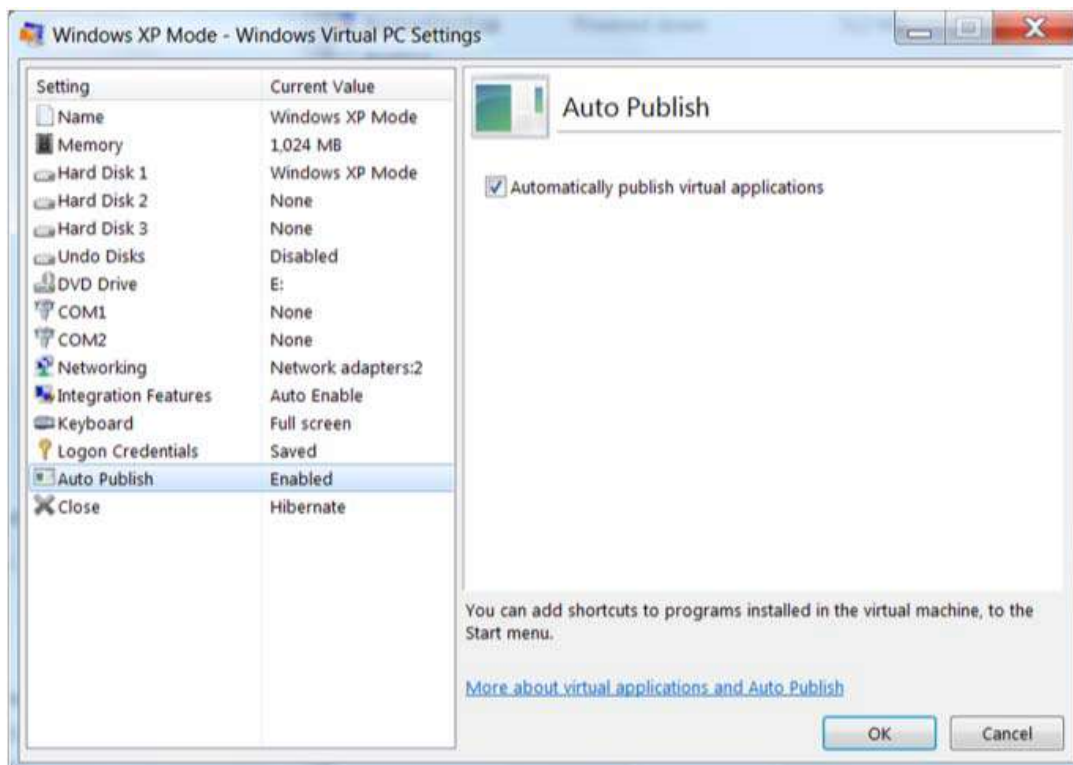 Windows XP Mode - Windows Virtual PC Settings
Setting Current Value
Name Windows XP Mode
Memory 1,024 MB
Hard Disk 1 Windows XP Mode
Hard Disk 2 None
Hard Disk 3 None
Undo Disks Disabled
DVD Drive E:
COM1 None
COM2 None
Networking Network adapters:2
Integration Features Auto Enable
Keyboard Full screen
Logon Credentials Saved
Auto Publish Enabled
Close Hibernate
Auto Publish
Automatically publish virtual applications
You can add shortcuts to programs installed in the virtual machine, to the
Start menu.
More about virtual applications and Auto Publish
OK Cancel